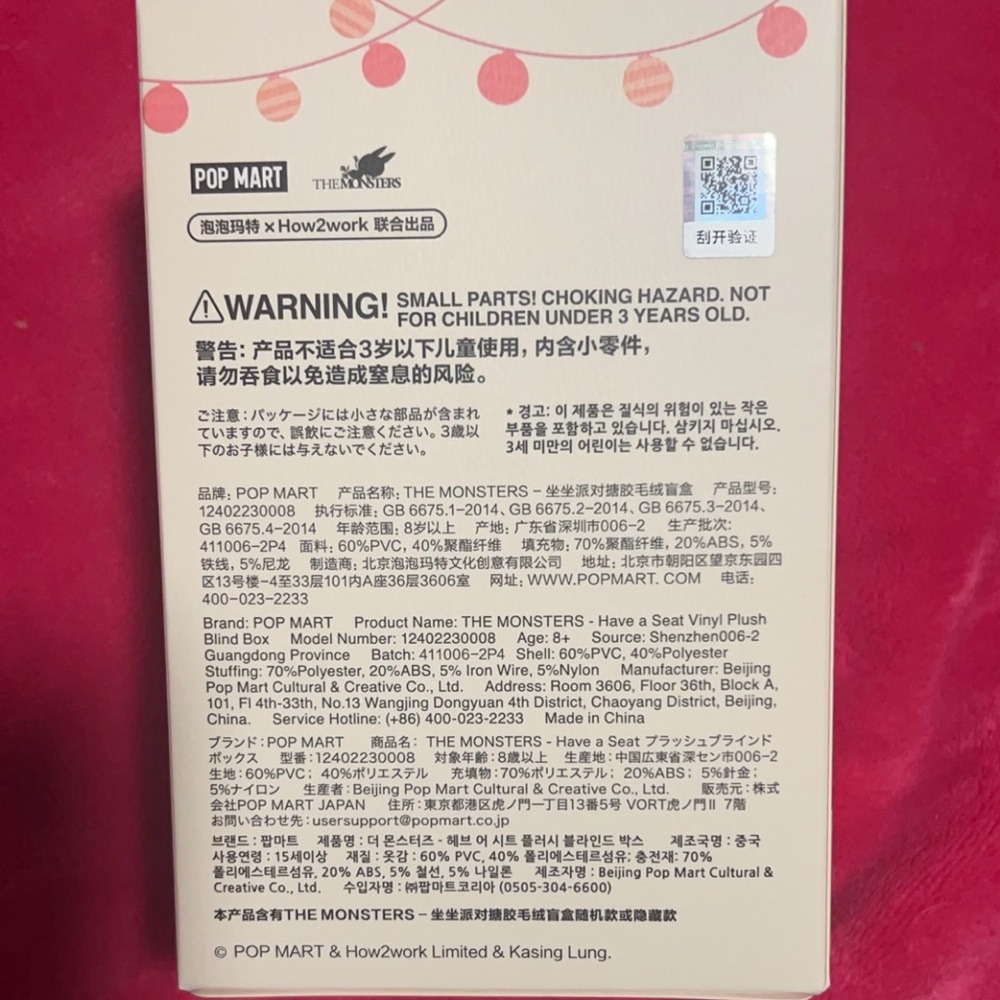 POP MART
THE MONSTERS
泡泡玛特×How2work 联合出品
刮开验证
WARNING! SMALL PARTS! CHOKING HAZARD. NOT
FOR CHILDREN UNDER 3 YEARS OLD.
警告: 产品不适合3岁以下儿童使用, 内含小零件,
请勿吞食以免造成窒息的风险。
ご注意:パッケージには小さな部品が含まれ
ていますので、誤飲にご注意ください。3歳以
下のお子様には与えないでください。
* 경고: 이 제품은 질식의 위험이 있는 작은
부품을 포함하고 있습니다. 삼키지 마십시오.
3세 미만의 어린이는 사용할 수 없습니다.
品牌: POP MART 产品名称: THE MONSTERS – 坐坐派对搪胶毛绒盲盒 产品型号:
12402230008 执行标准: GB 6675.1–2014、GB 6675.2–2014、GB 6675.3–2014、
GB 6675.4–2014 年龄范围: 8岁以上 产地: 广东省深圳市006–2 生产批次:
411006–2P4 面料: 60%PVC, 40%聚酯纤维 填充物: 70%聚酯纤维, 20%ABS, 5%
铁线, 5%尼龙 制造商: 北京泡泡玛特文化创意有限公司 地址: 北京市朝阳区望京东园四
区13号楼–4至33层101内A座36层3606室 网址: WWW.POPMART. COM 电话:
400–023–2233
Brand: POP MART Product Name: THE MONSTERS - Have a Seat Vinyl Plush
Blind Box Model Number: 12402230008 Age: 8+ Source: Shenzhen006-2
Guangdong Province Batch: 411006-2P4 Shell: 60%PVC, 40%Polyester
Stuffing: 70%Polyester, 20%ABS, 5% Iron Wire, 5%Nylon Manufacturer: Beijing
Pop Mart Cultural & Creative Co., Ltd. Address: Room 3606, Floor 36th, Block A,
101, Fl 4th-33th, No.13 Wangjing Dongyuan 4th District, Chaoyang District, Beijing,
China. Service Hotline: (+86) 400-023-2233 Made in China
ブランド:POP MART 商品名: THE MONSTERS - Have a Seat プラッシュブラインド
ボックス 型番:12402230008 対象年齢:8歳以上 生産地:中国広東省深セン市006-2
生地:60%PVC; 40%ポリエステル 充填物:70%ポリエステル; 20%ABS; 5%針金;
5%ナイロン 生産者:Beijing Pop Mart Cultural & Creative Co., Ltd. 販売元:株式
会社POP MART JAPAN 住所:東京都港区虎ノ門一丁目13番5号 VORT虎ノ門Ⅱ 7階
お問い合わせ先:usersupport@popmart.co.jp
브랜드 : 팝마트 제품명 : 더 몬스터즈 - 헤브 어 시트 플러시 블라인드 박스 제조국명 : 중국
사용연령 : 15세이상 재질 : 옷감 : 60% PVC, 40% 폴리에스테르섬유; 충전재: 70%
폴리에스테르섬유, 20% ABS, 5% 철선, 5% 나일론 제조자명 : Beijing Pop Mart Cultural &
Creative Co., Ltd. 수입자명 : ㈜팝마트코리아 (0505-304-6600)
本产品含有THE MONSTERS – 坐坐派对搪胶毛绒盲盒随机款或隐藏款
© POP MART & How2work Limited & Kasing Lung.